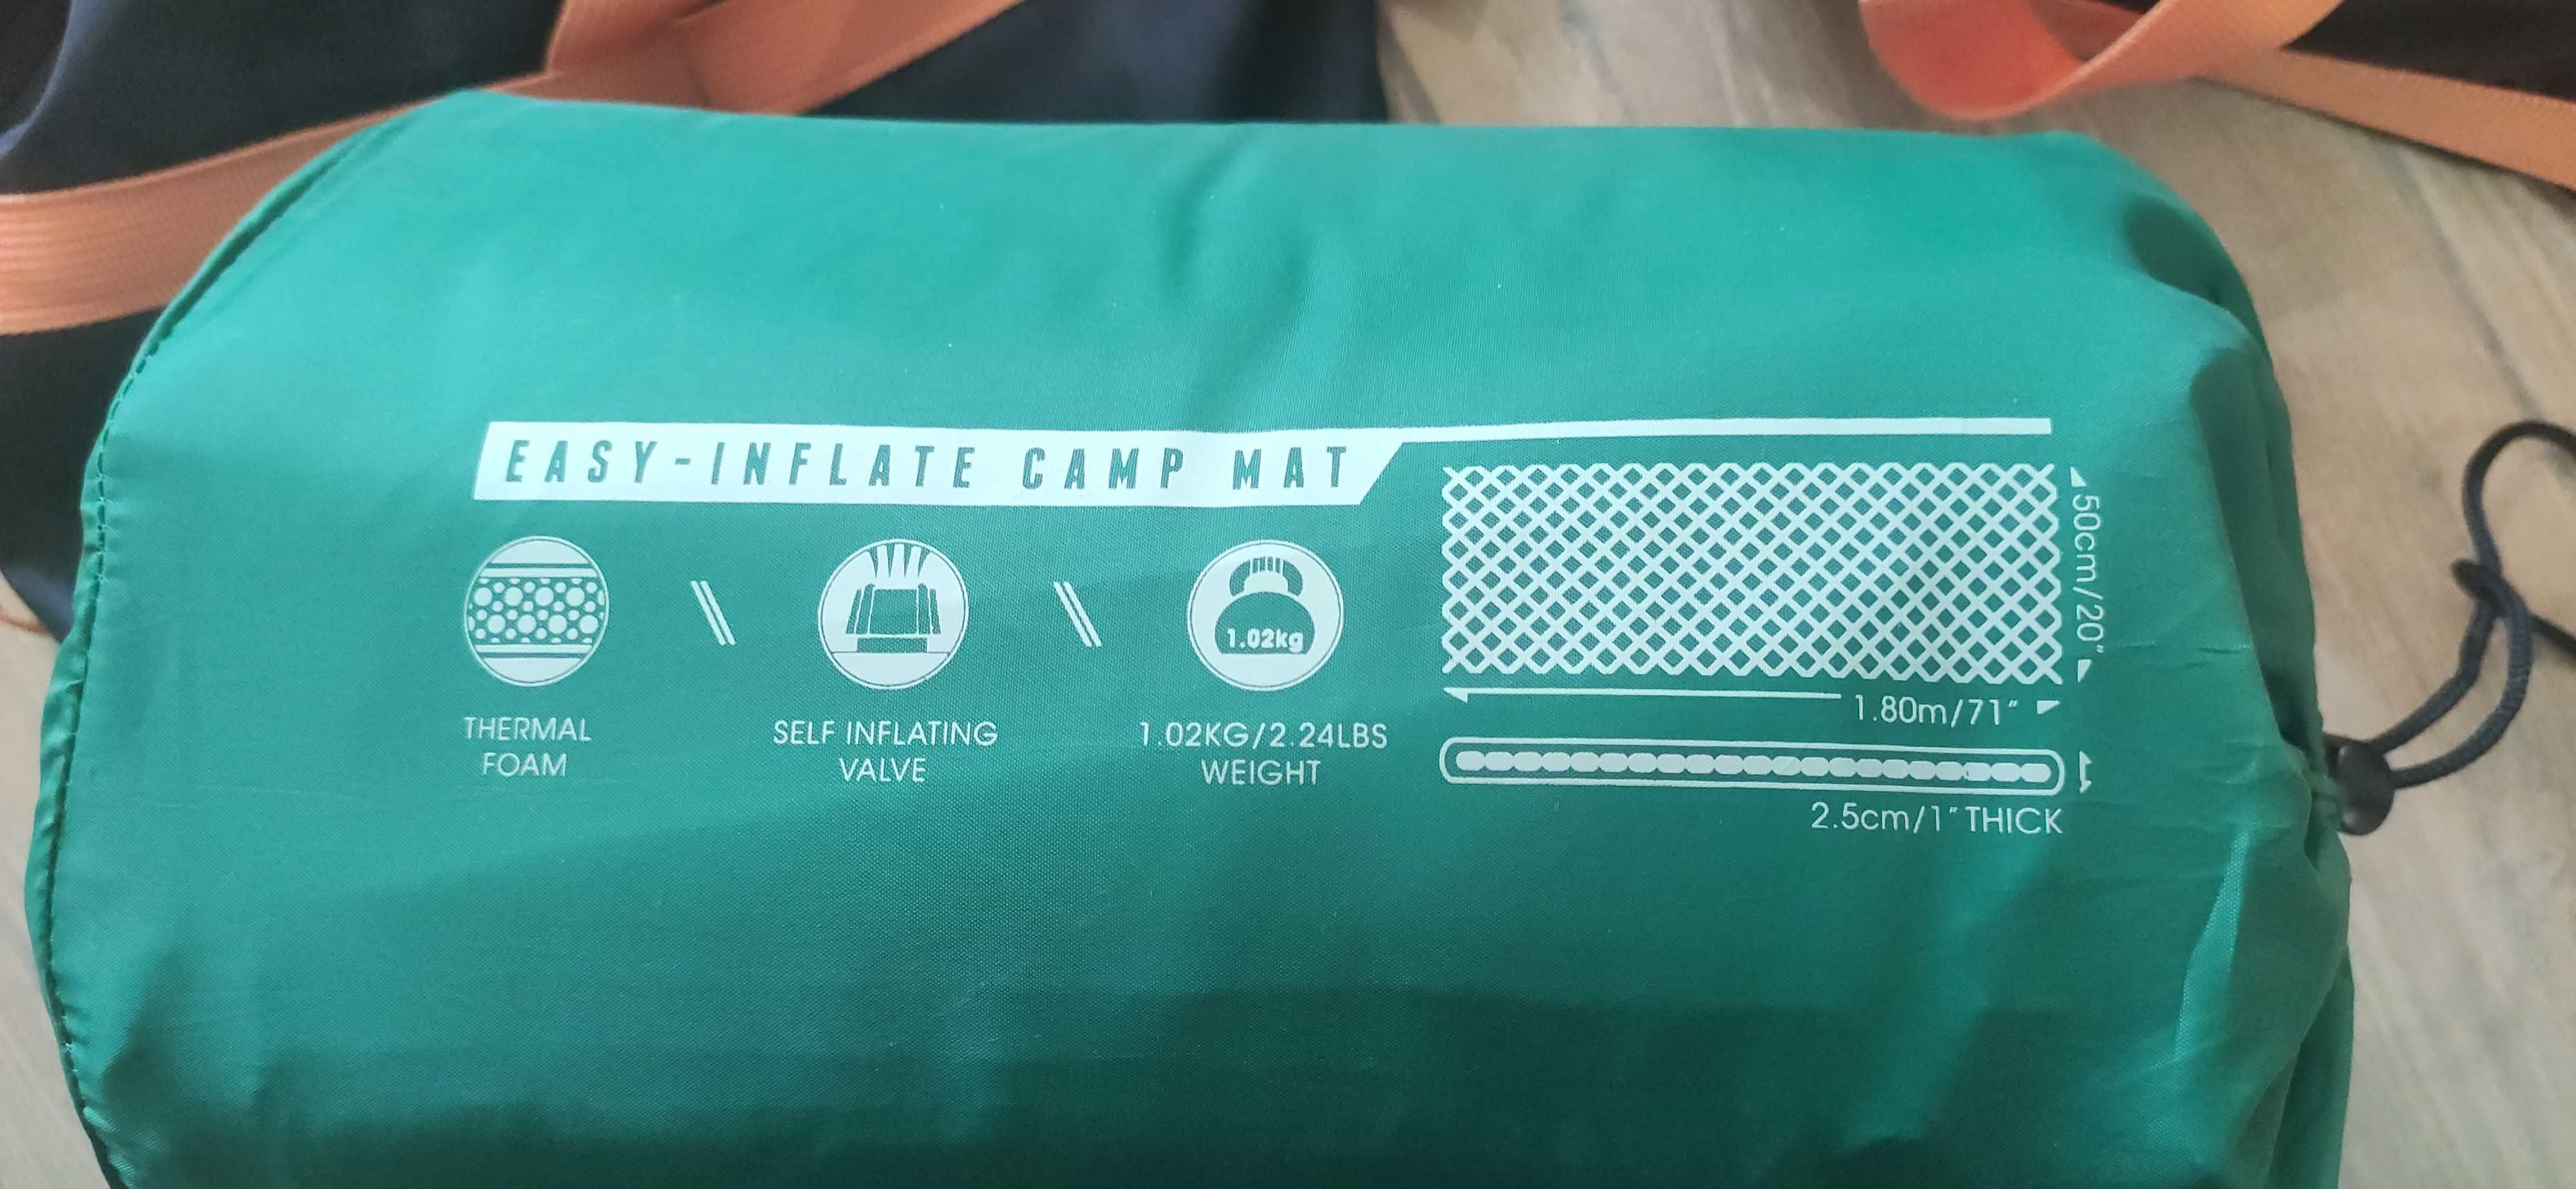 EASY-INFLATE CAMP MAT
THERMAL
FOAM
SELF INFLATING
VALVE
1.02kg
1.02KG/2.24LBS
WEIGHT
50cm/20"
1.80m/71"
2.5cm/1" THICK